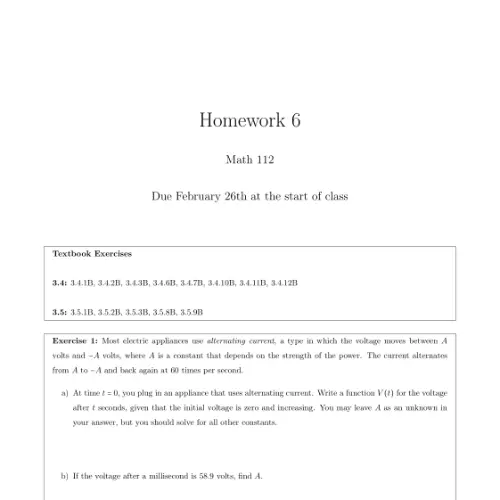 Homework 6
Math 112
Due February 26th at the start of class
Textbook Exercises
3.4: 3.4.1B, 3.4.2B, 3.4.3B, 3.4.6B, 3.4.7B, 3.4.10B, 3.4.11B, 3.4.12B
3.5: 3.5.1B, 3.5.2B, 3.5.3B, 3.5.8B, 3.5.9B
Exercise 1: Most electric appliances use alternating current, a type in which the voltage moves between A
volts and −A volts, where A is a constant that depends on the strength of the power. The current alternates
from A to −A and back again at 60 times per second.
a) At time t = 0, you plug in an appliance that uses alternating current. Write a function V(t) for the voltage
after t seconds, given that the initial voltage is zero and increasing. You may leave A as an unknown in
your answer, but you should solve for all other constants.
b) If the voltage after a millisecond is 58.9 volts, find A.